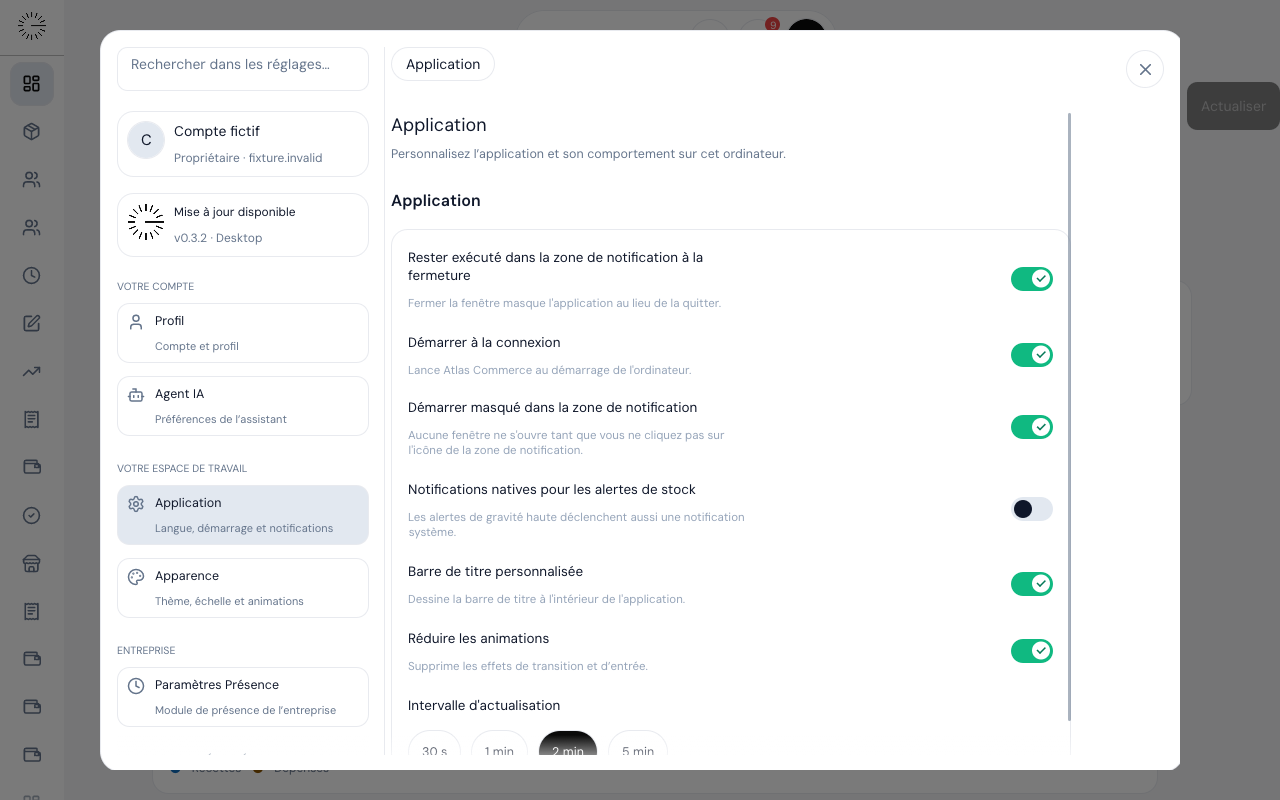 9
Actualiser
Rechercher dans les réglages…
C
Compte fictif
Propriétaire · fixture.invalid
Mise à jour disponible
v0.3.2 · Desktop
VOTRE COMPTE
Profil
Compte et profil
Agent IA
Préférences de l’assistant
VOTRE ESPACE DE TRAVAIL
Application
Langue, démarrage et notifications
Apparence
Thème, échelle et animations
ENTREPRISE
Paramètres Présence
Module de présence de l’entreprise
Application
Application
Personnalisez l’application et son comportement sur cet ordinateur.
Application
Rester exécuté dans la zone de notification à la
fermeture
Fermer la fenêtre masque l'application au lieu de la quitter.
Démarrer à la connexion
Lance Atlas Commerce au démarrage de l'ordinateur.
Démarrer masqué dans la zone de notification
Aucune fenêtre ne s'ouvre tant que vous ne cliquez pas sur
l'icône de la zone de notification.
Notifications natives pour les alertes de stock
Les alertes de gravité haute déclenchent aussi une notification
système.
Barre de titre personnalisée
Dessine la barre de titre à l'intérieur de l'application.
Réduire les animations
Supprime les effets de transition et d’entrée.
Intervalle d'actualisation
30 s
1 min
2 min
5 min
Recettes
Dépenses